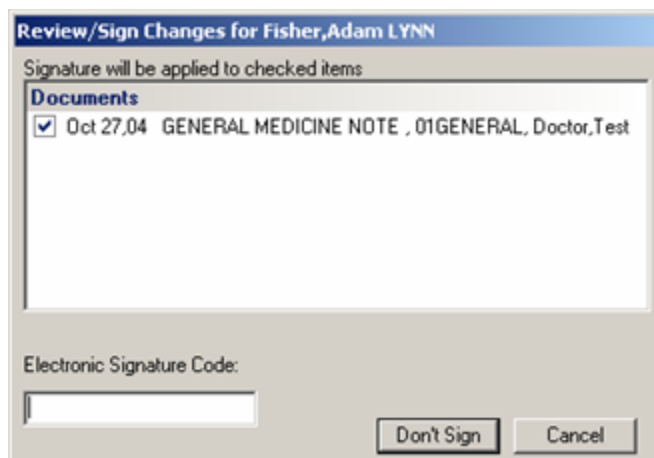 Review/Sign Changes for Fisher,Adam LYNN
Signature will be applied to checked items
Documents
Oct 27,04 GENERAL MEDICINE NOTE , 01GENERAL, Doctor,Test
Electronic Signature Code:
Don't Sign Cancel